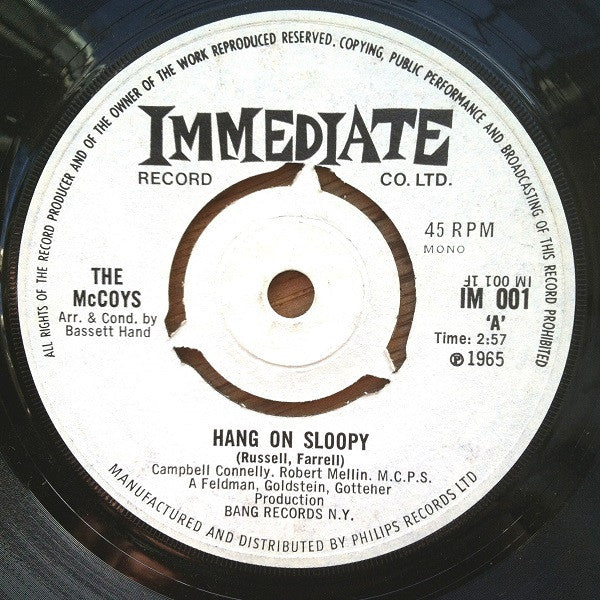 ALL RIGHTS OF THE RECORD PRODUCER AND OF THE OWNER OF THE WORK REPRODUCED RESERVED. COPYING, PUBLIC PERFORMANCE AND BROADCASTING OF THIS RECORD PROHIBITED
IMMEDIATE
RECORD CO. LTD.
45 RPM
MONO
THE
McCOYS
Arr. & Cond. by
Bassett Hand
IM 001 1F
IM 001
'A'
Time: 2:57
℗ 1965
HANG ON SLOOPY
(Russell, Farrell)
Campbell Connelly. Robert Mellin. M.C.P.S.
A Feldman, Goldstein, Gotteher
Production
BANG RECORDS N.Y.
MANUFACTURED AND DISTRIBUTED BY PHILIPS RECORDS LTD